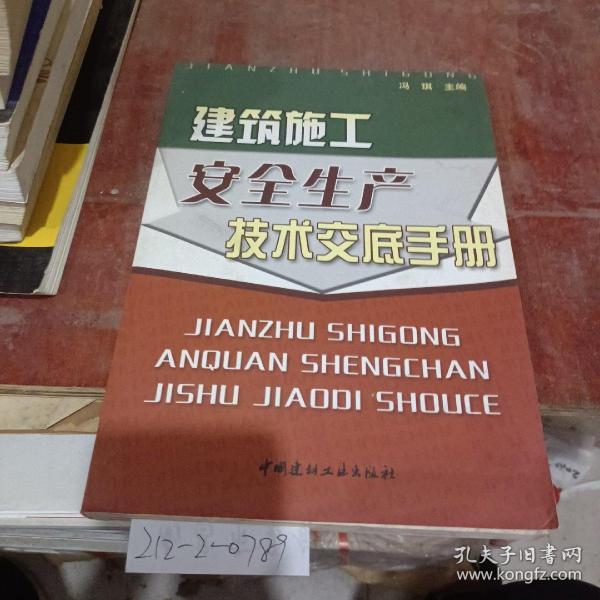 JIANZHU SHIGONG
冯 琪 主编
建筑施工
安全生产
技术交底手册
JIANZHU SHIGONG
ANQUAN SHENGCHAN
JISHU JIAODI SHOUCE
中国建材工业出版社
212-2-0789
孔夫子旧书网
www.kongfz.com